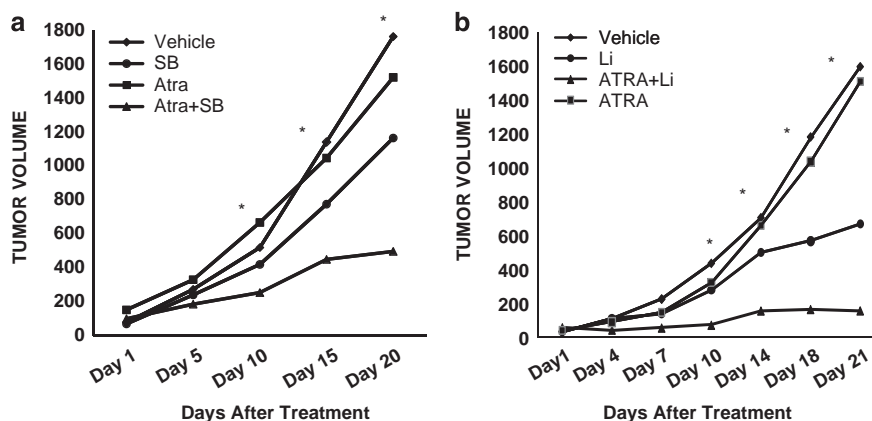 a
TUMOR VOLUME
1800
1600
1400
1200
1000
800
600
400
200
0
Vehicle
SB
Atra
Atra+SB
*
*
*
Day 1
Day 5
Day 10
Day 15
Day 20
Days After Treatment
b
TUMOR VOLUME
1800
1600
1400
1200
1000
800
600
400
200
0
Vehicle
Li
ATRA+Li
ATRA
*
*
*
*
*
Day1
Day 4
Day 7
Day 10
Day 14
Day 18
Day 21
Days After Treatment